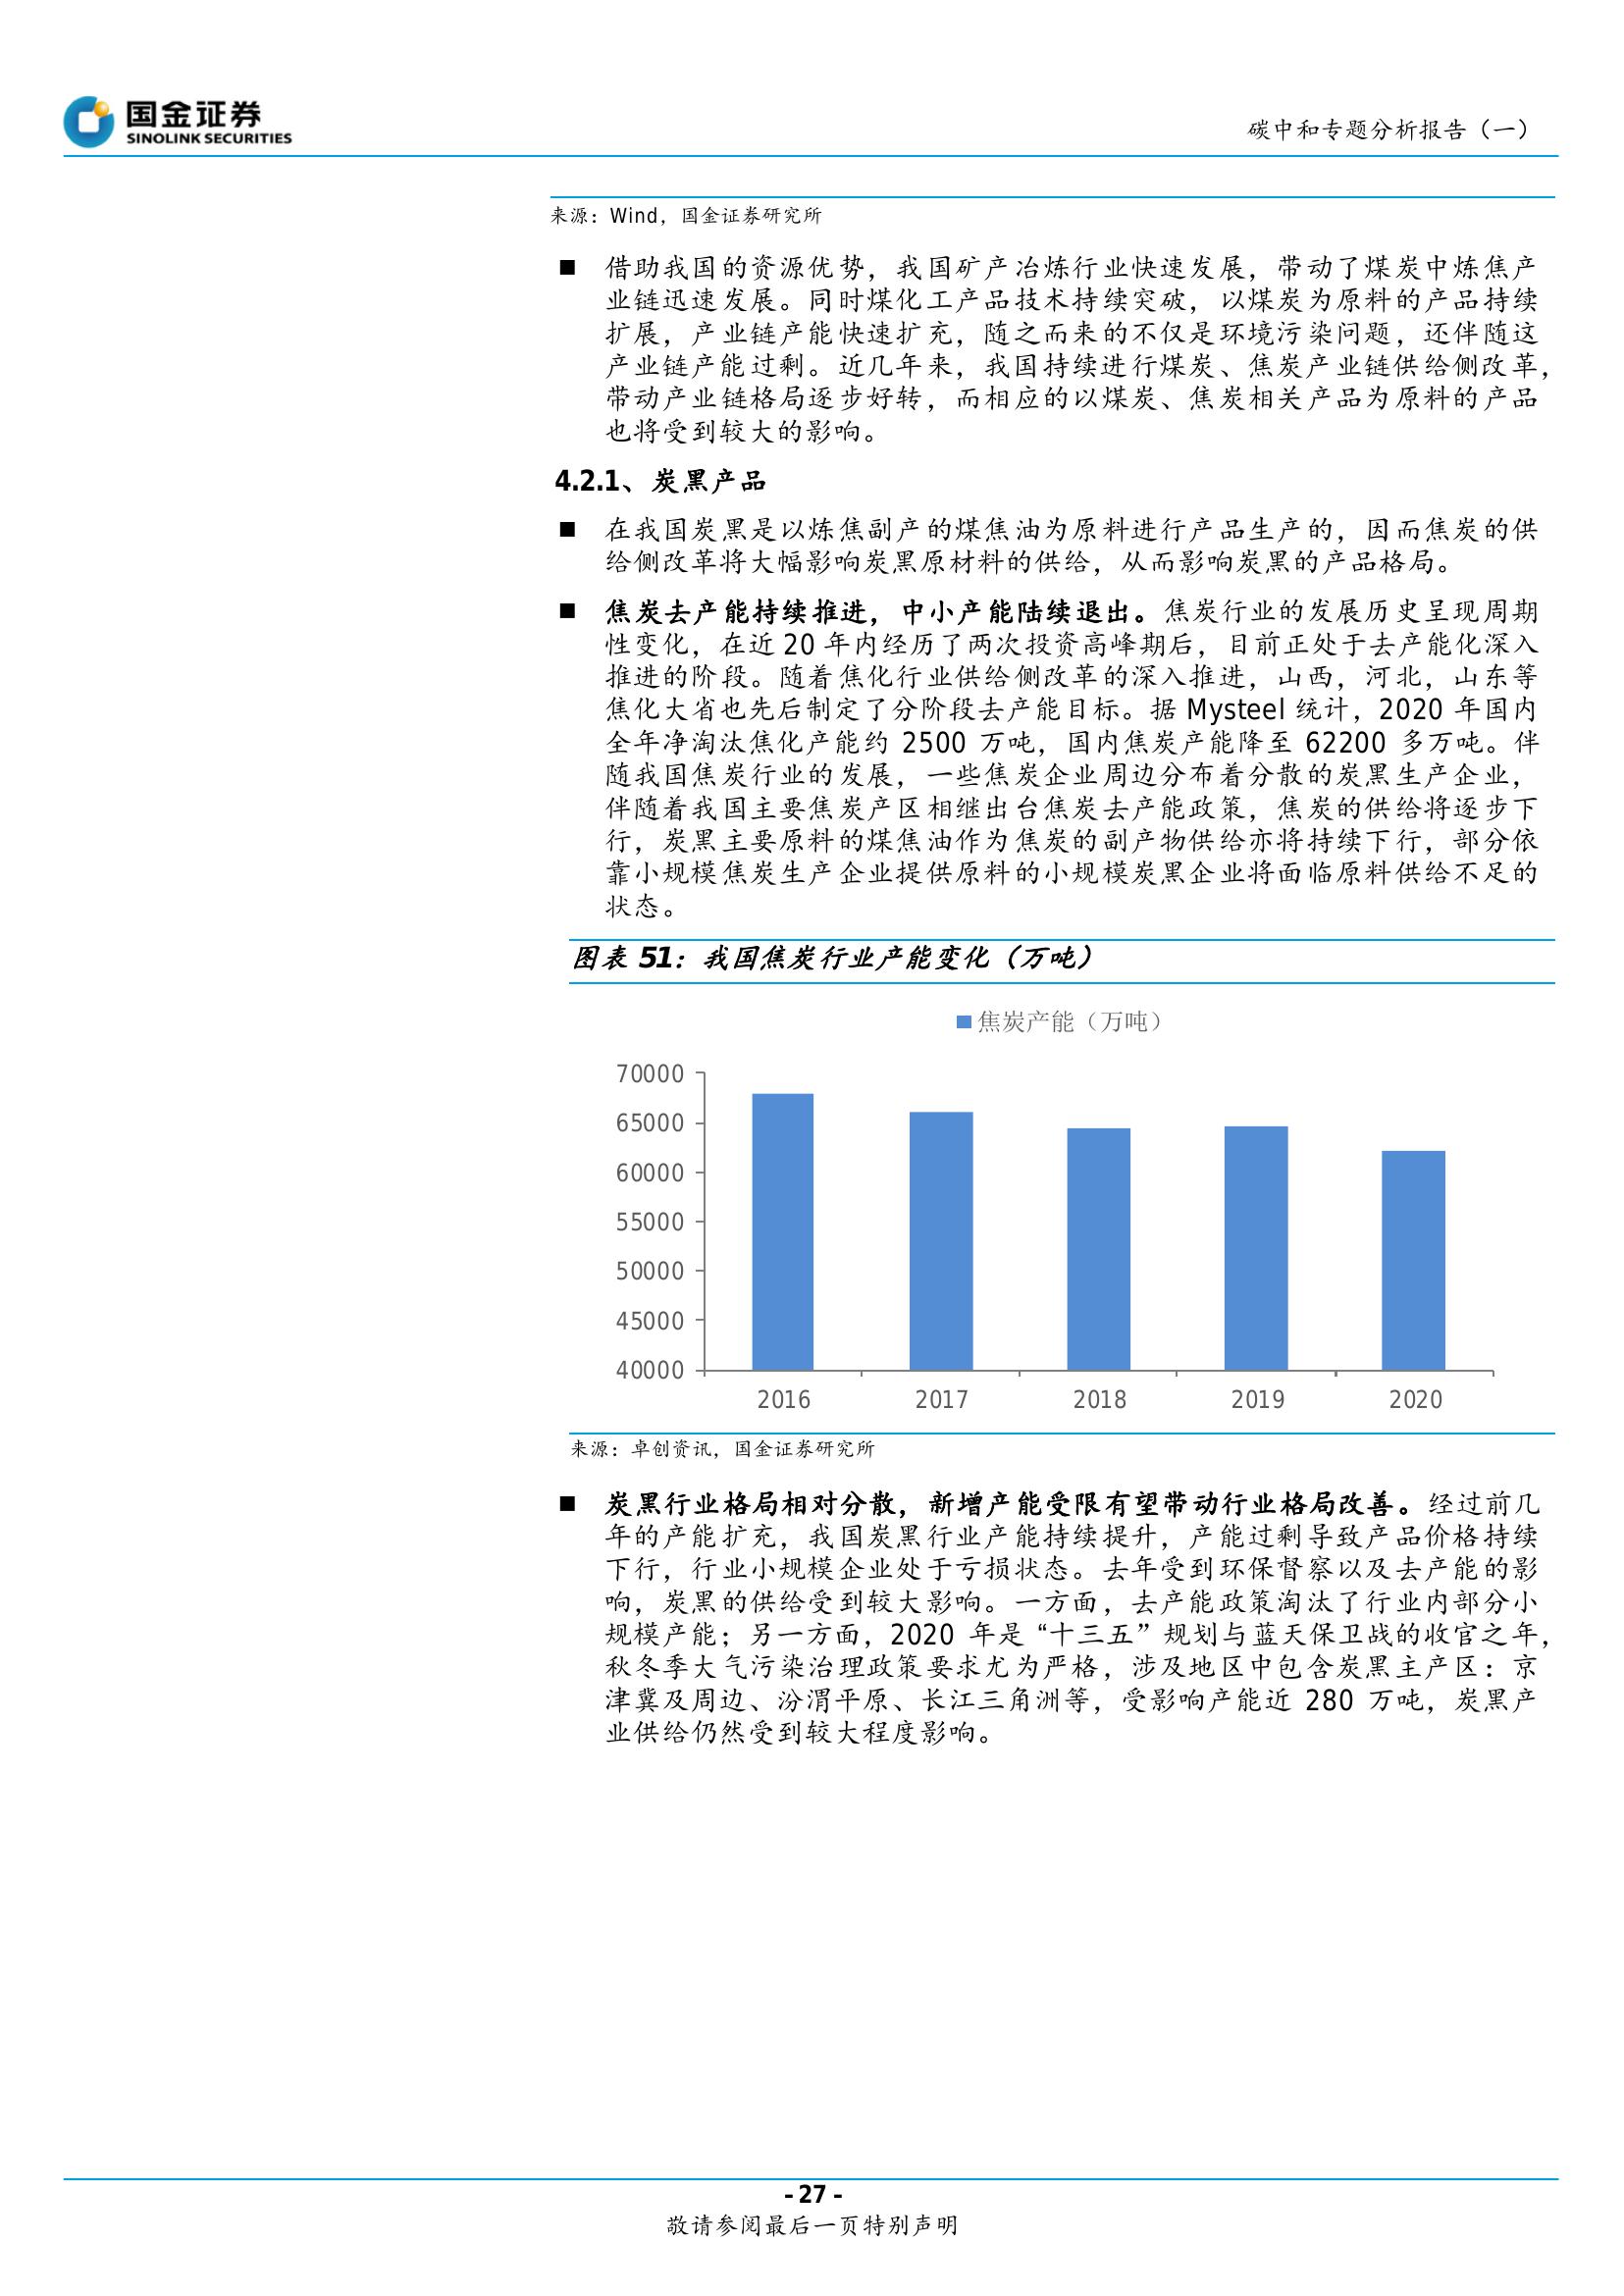 国金证券
SINOLINK SECURITIES
碳中和专题分析报告（一）
来源：Wind，国金证券研究所
■ 借助我国的资源优势，我国矿产冶炼行业快速发展，带动了煤炭中炼焦产
业链迅速发展。同时煤化工产品技术持续突破，以煤炭为原料的产品持续
扩展，产业链产能快速扩充，随之而来的不仅是环境污染问题，还伴随这
产业链产能过剩。近几年来，我国持续进行煤炭、焦炭产业链供给侧改革，
带动产业链格局逐步好转，而相应的以煤炭、焦炭相关产品为原料的产品
也将受到较大的影响。
4.2.1、炭黑产品
■ 在我国炭黑是以炼焦副产的煤焦油为原料进行产品生产的，因而焦炭的供
给侧改革将大幅影响炭黑原材料的供给，从而影响炭黑的产品格局。
■ 焦炭去产能持续推进，中小产能陆续退出。焦炭行业的发展历史呈现周期
性变化，在近 20 年内经历了两次投资高峰期后，目前正处于去产能化深入
推进的阶段。随着焦化行业供给侧改革的深入推进，山西，河北，山东等
焦化大省也先后制定了分阶段去产能目标。据 Mysteel 统计，2020 年国内
全年净淘汰焦化产能约 2500 万吨，国内焦炭产能降至 62200 多万吨。伴
随我国焦炭行业的发展，一些焦炭企业周边分布着分散的炭黑生产企业，
伴随着我国主要焦炭产区相继出台焦炭去产能政策，焦炭的供给将逐步下
行，炭黑主要原料的煤焦油作为焦炭的副产物供给亦将持续下行，部分依
靠小规模焦炭生产企业提供原料的小规模炭黑企业将面临原料供给不足的
状态。
图表 51：我国焦炭行业产能变化（万吨）
焦炭产能（万吨）
70000
65000
60000
55000
50000
45000
40000
2016 2017 2018 2019 2020
来源：卓创资讯，国金证券研究所
■ 炭黑行业格局相对分散，新增产能受限有望带动行业格局改善。经过前几
年的产能扩充，我国炭黑行业产能持续提升，产能过剩导致产品价格持续
下行，行业小规模企业处于亏损状态。去年受到环保督察以及去产能的影
响，炭黑的供给受到较大影响。一方面，去产能政策淘汰了行业内部分小
规模产能；另一方面，2020 年是“十三五”规划与蓝天保卫战的收官之年，
秋冬季大气污染治理政策要求尤为严格，涉及地区中包含炭黑主产区：京
津冀及周边、汾渭平原、长江三角洲等，受影响产能近 280 万吨，炭黑产
业供给仍然受到较大程度影响。
- 27 -
敬请参阅最后一页特别声明